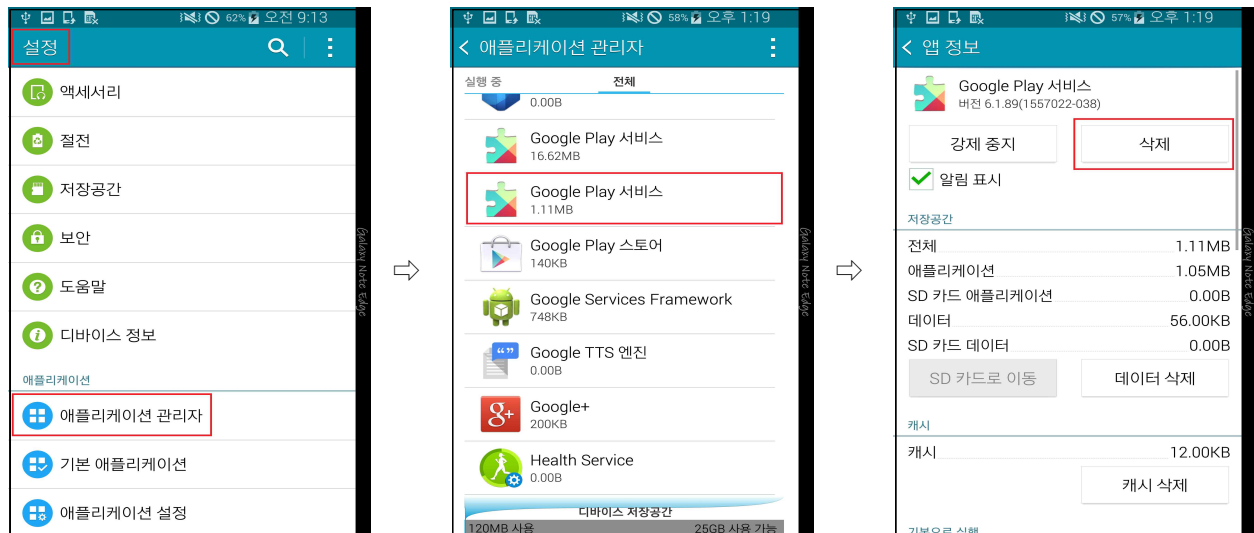 62% 오전 9:13
설정
액세서리
절전
저장공간
보안
도움말
디바이스 정보
애플리케이션
애플리케이션 관리자
기본 애플리케이션
애플리케이션 설정
Galaxy Note Edge
58% 오후 1:19
애플리케이션 관리자
실행 중 전체
0.00B
Google Play 서비스
16.62MB
Google Play 서비스
1.11MB
Google Play 스토어
140KB
Google Services Framework
748KB
Google TTS 엔진
0.00B
Google+
200KB
Health Service
0.00B
디바이스 저장공간
120MB 사용 25GB 사용 가능
Galaxy Note Edge
57% 오후 1:19
앱 정보
Google Play 서비스
버전 6.1.89(1557022-038)
강제 중지 삭제
알림 표시
저장공간
전체 1.11MB
애플리케이션 1.05MB
SD 카드 애플리케이션 0.00B
데이터 56.00KB
SD 카드 데이터 0.00B
SD 카드로 이동 데이터 삭제
캐시
캐시 12.00KB
캐시 삭제
기본으로 실행
Galaxy Note Edge